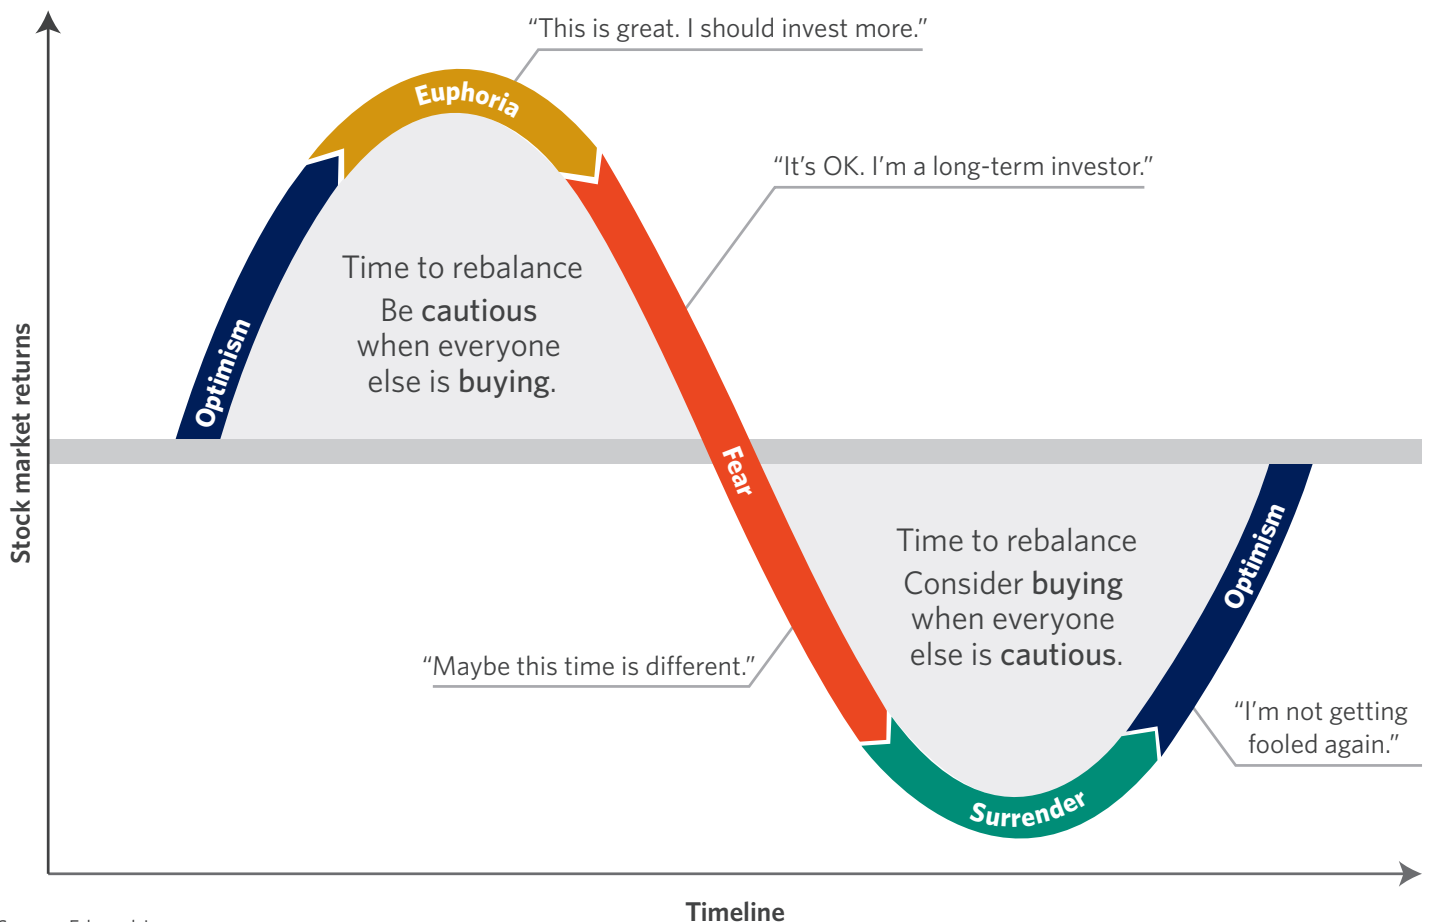 “This is great. I should invest more.”
Euphoria
“It’s OK. I’m a long-term investor.”
Time to rebalance
Be cautious
when everyone
else is buying.
Optimism
Stock market returns
Fear
Time to rebalance
Consider buying
when everyone
else is cautious.
Optimism
“Maybe this time is different.”
“I’m not getting
fooled again.”
Surrender
Timeline